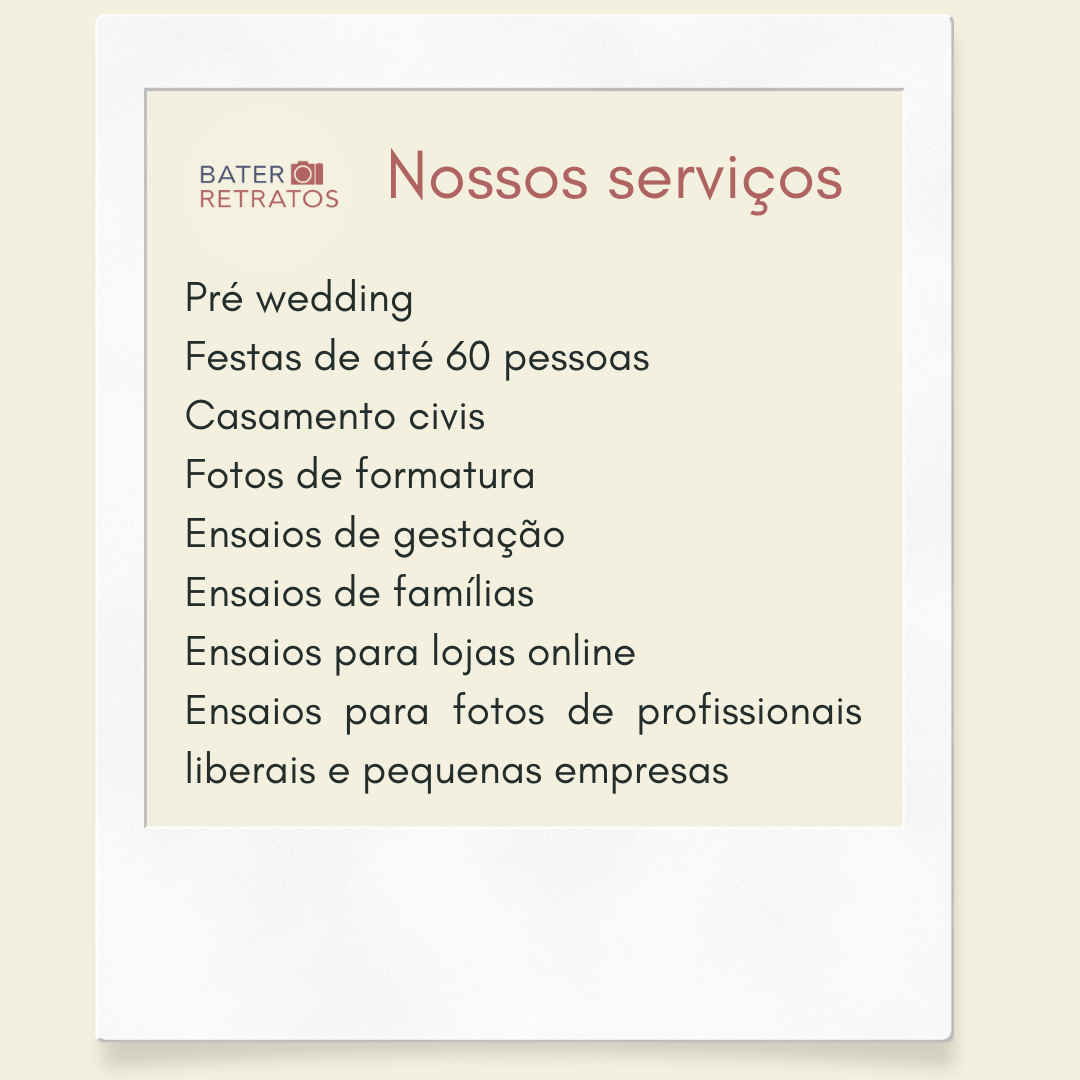 BATER
RETRATOS
Nossos serviços
Pré wedding
Festas de até 60 pessoas
Casamento civis
Fotos de formatura
Ensaios de gestação
Ensaios de famílias
Ensaios para lojas online
Ensaios para fotos de profissionais
liberais e pequenas empresas